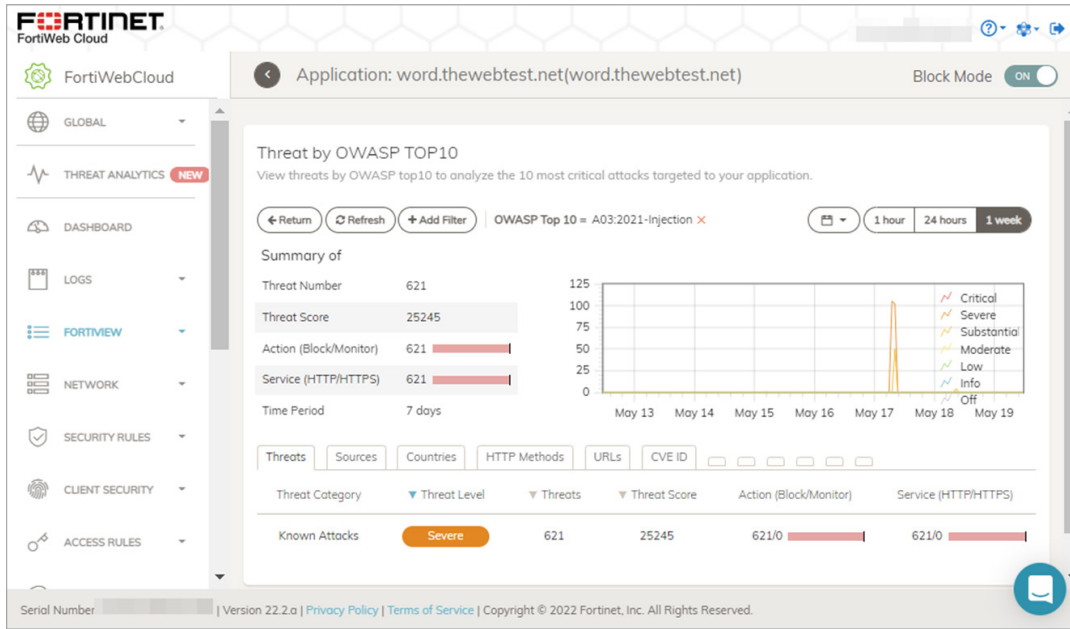 FORTINET
FortiWeb Cloud
FortiWebCloud
Application: word.thewebtest.net(word.thewebtest.net)
Block Mode ON
GLOBAL
THREAT ANALYTICS NEW
DASHBOARD
LOGS
FORTIVIEW
NETWORK
SECURITY RULES
CLIENT SECURITY
ACCESS RULES
Threat by OWASP TOP10
View threats by OWASP top10 to analyze the 10 most critical attacks targeted to your application.
Return Refresh + Add Filter OWASP Top 10 = A03:2021-Injection × 1 hour 24 hours 1 week
Summary of
Threat Number 621
Threat Score 25245
Action (Block/Monitor) 621
Service (HTTP/HTTPS) 621
Time Period 7 days
125
100
75
50
25
0
May 13 May 14 May 15 May 16 May 17 May 18 May 19
Critical
Severe
Substantial
Moderate
Low
Info
Off
Threats Sources Countries HTTP Methods URLs CVE ID
Threat Category Threat Level Threats Threat Score Action (Block/Monitor) Service (HTTP/HTTPS)
Known Attacks Severe 621 25245 621/0 621/0
Serial Number | Version 22.2.a | Privacy Policy | Terms of Service | Copyright © 2022 Fortinet, Inc. All Rights Reserved.